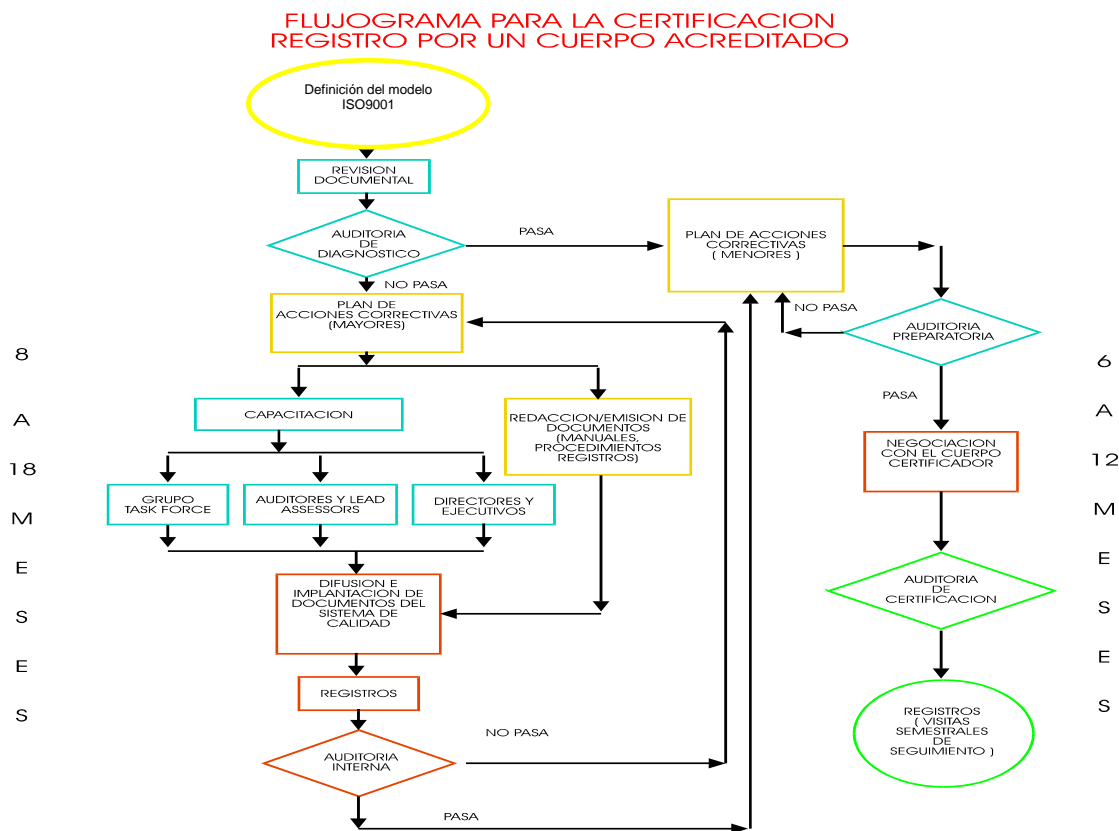 FLUJOGRAMA PARA LA CERTIFICACION
REGISTRO POR UN CUERPO ACREDITADO
Definición del modelo
ISO9001
REVISION
DOCUMENTAL
AUDITORIA
DE
DIAGNOSTICO
PASA
NO PASA
PLAN DE
ACCIONES CORRECTIVAS
(MAYORES)
CAPACITACION
REDACCION/EMISION DE
DOCUMENTOS
(MANUALES,
PROCEDIMIENTOS
REGISTROS)
GRUPO
TASK FORCE
AUDITORES Y LEAD
ASSESSORS
DIRECTORES Y
EJECUTIVOS
DIFUSION E
IMPLANTACION DE
DOCUMENTOS DEL
SISTEMA DE
CALIDAD
REGISTROS
AUDITORIA
INTERNA
NO PASA
PASA
PLAN DE ACCIONES
CORRECTIVAS
( MENORES )
NO PASA
AUDITORIA
PREPARATORIA
PASA
NEGOCIACION
CON EL CUERPO
CERTIFICADOR
AUDITORIA
DE
CERTIFICACION
REGISTROS
( VISITAS
SEMESTRALES
DE
SEGUIMIENTO )
8
A
18
M
E
S
E
S
6
A
12
M
E
S
E
S